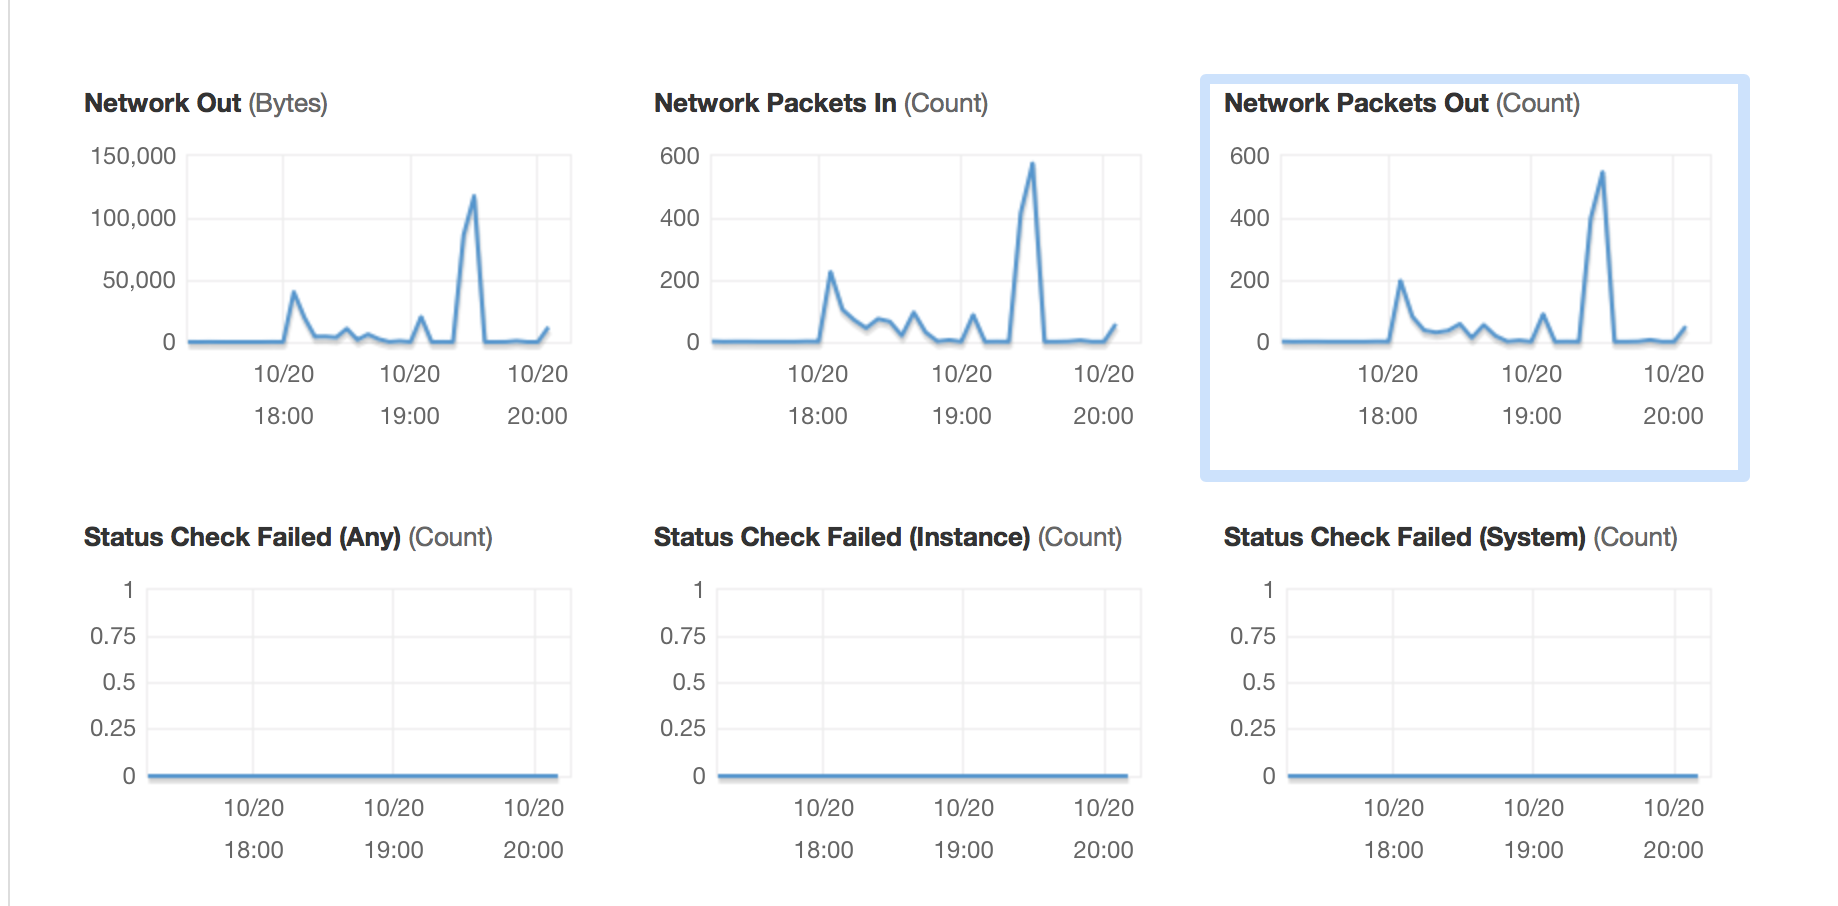 Network Out (Bytes)
150,000
100,000
50,000
0
10/20 10/20 10/20
18:00 19:00 20:00
Network Packets In (Count)
600
400
200
0
10/20 10/20 10/20
18:00 19:00 20:00
Network Packets Out (Count)
600
400
200
0
10/20 10/20 10/20
18:00 19:00 20:00
Status Check Failed (Any) (Count)
1
0.75
0.5
0.25
0
10/20 10/20 10/20
18:00 19:00 20:00
Status Check Failed (Instance) (Count)
1
0.75
0.5
0.25
0
10/20 10/20 10/20
18:00 19:00 20:00
Status Check Failed (System) (Count)
1
0.75
0.5
0.25
0
10/20 10/20 10/20
18:00 19:00 20:00